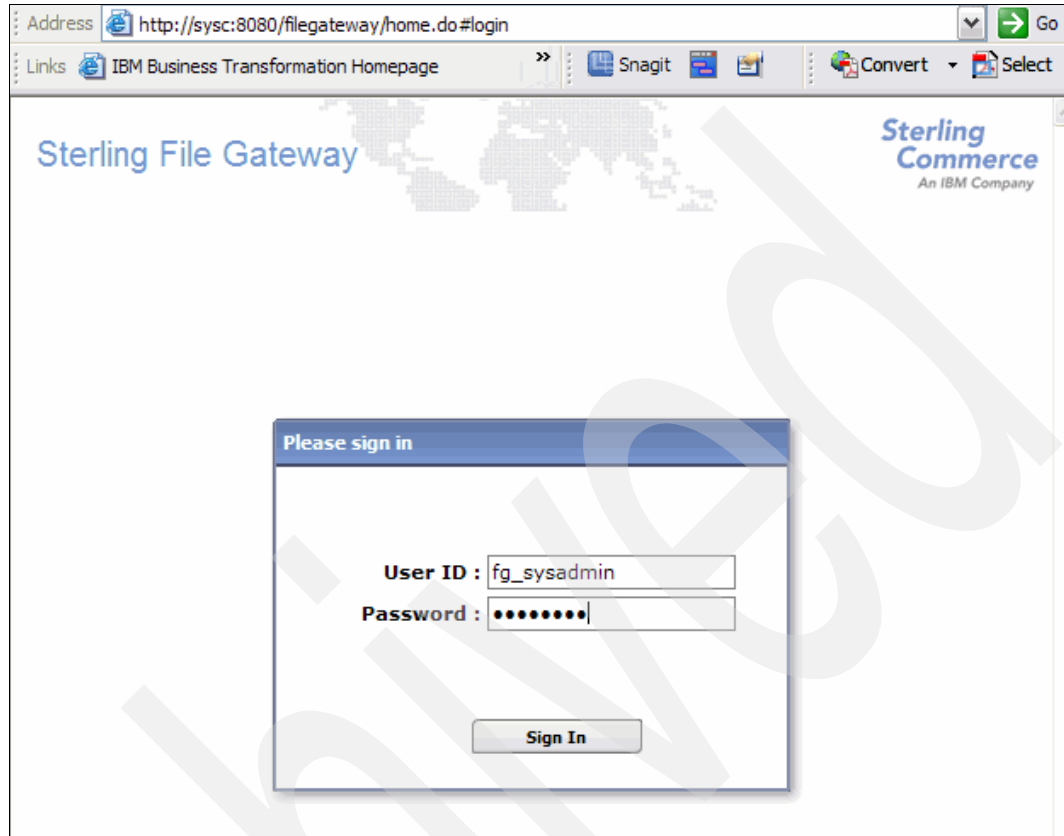 Address http://sysc:8080/filegateway/home.do#login Go
Links IBM Business Transformation Homepage » Snagit Convert Select
Sterling File Gateway
Sterling
Commerce
An IBM Company
Please sign in
User ID : fg_sysadmin
Password : ••••••••
Sign In
hived